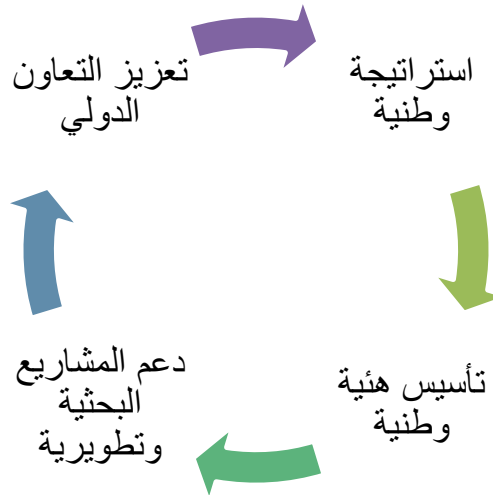 استراتيجة
وطنية
تأسيس هئية
وطنية
دعم المشاريع
البحثية
وتطويرية
تعزيز التعاون
الدولي